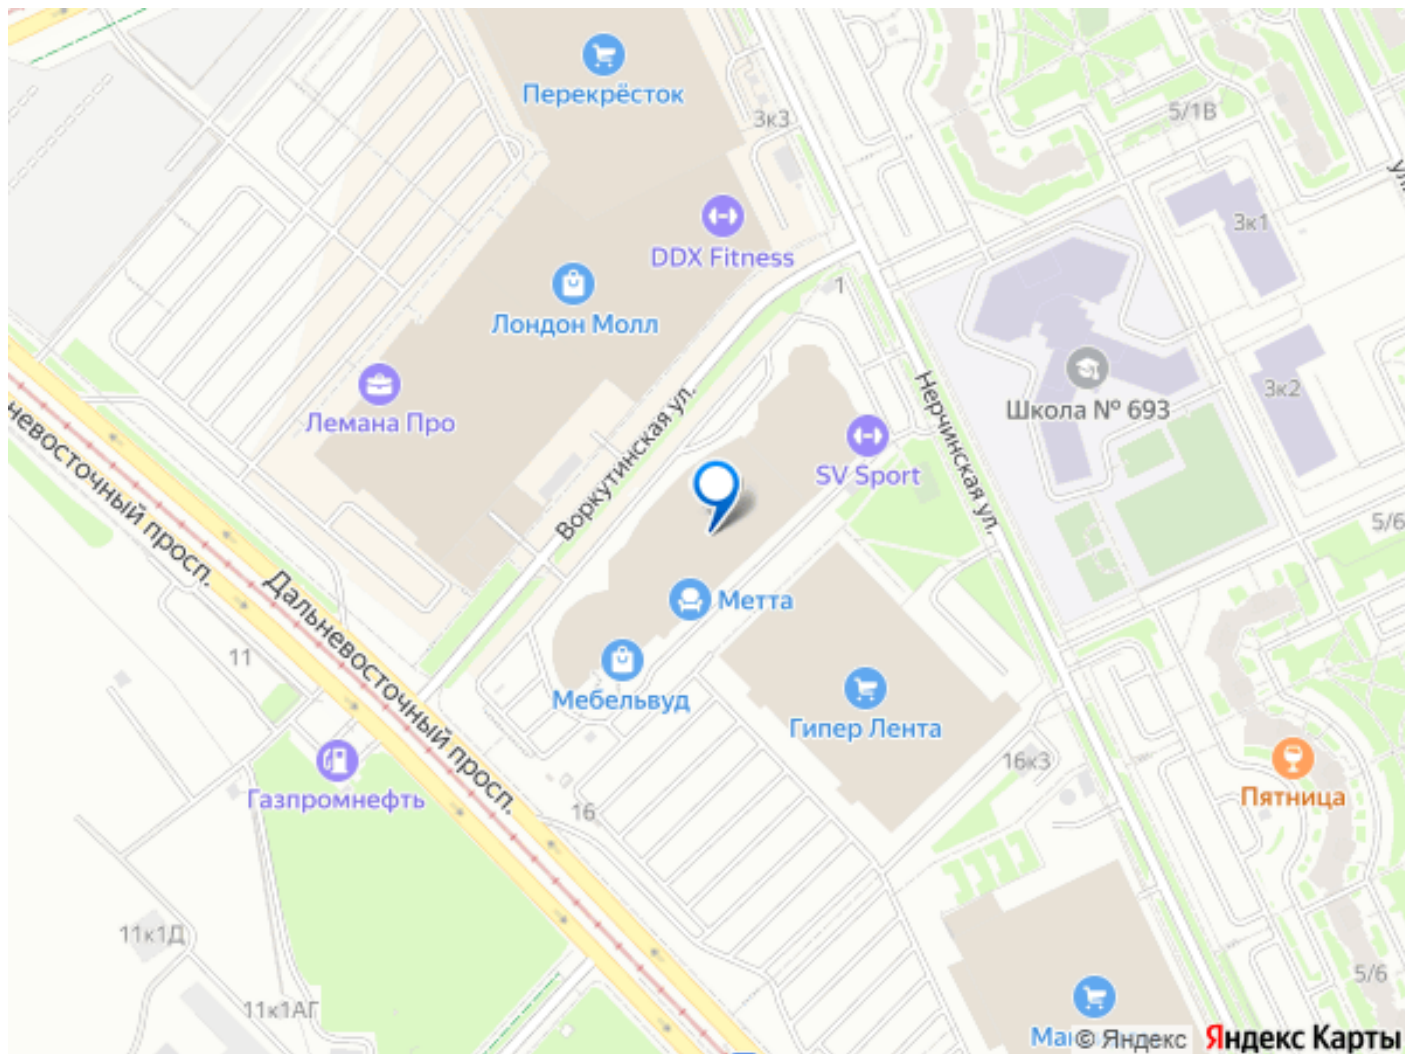 Перекрёсток
3к3
5/1В
3к1
DDX Fitness
1
Лондон Молл
Лемана Про
Воркутинская ул.
Нерчинская ул.
Школа № 693
3к2
SV Sport
5/6
Дальневосточный просп.
Метта
11
Мебельвуд
Гипер Лента
16к3
Газпромнефть
16
Пятница
11к1Д
11к1АГ
5/6
© Яндекс
Яндекс Карты